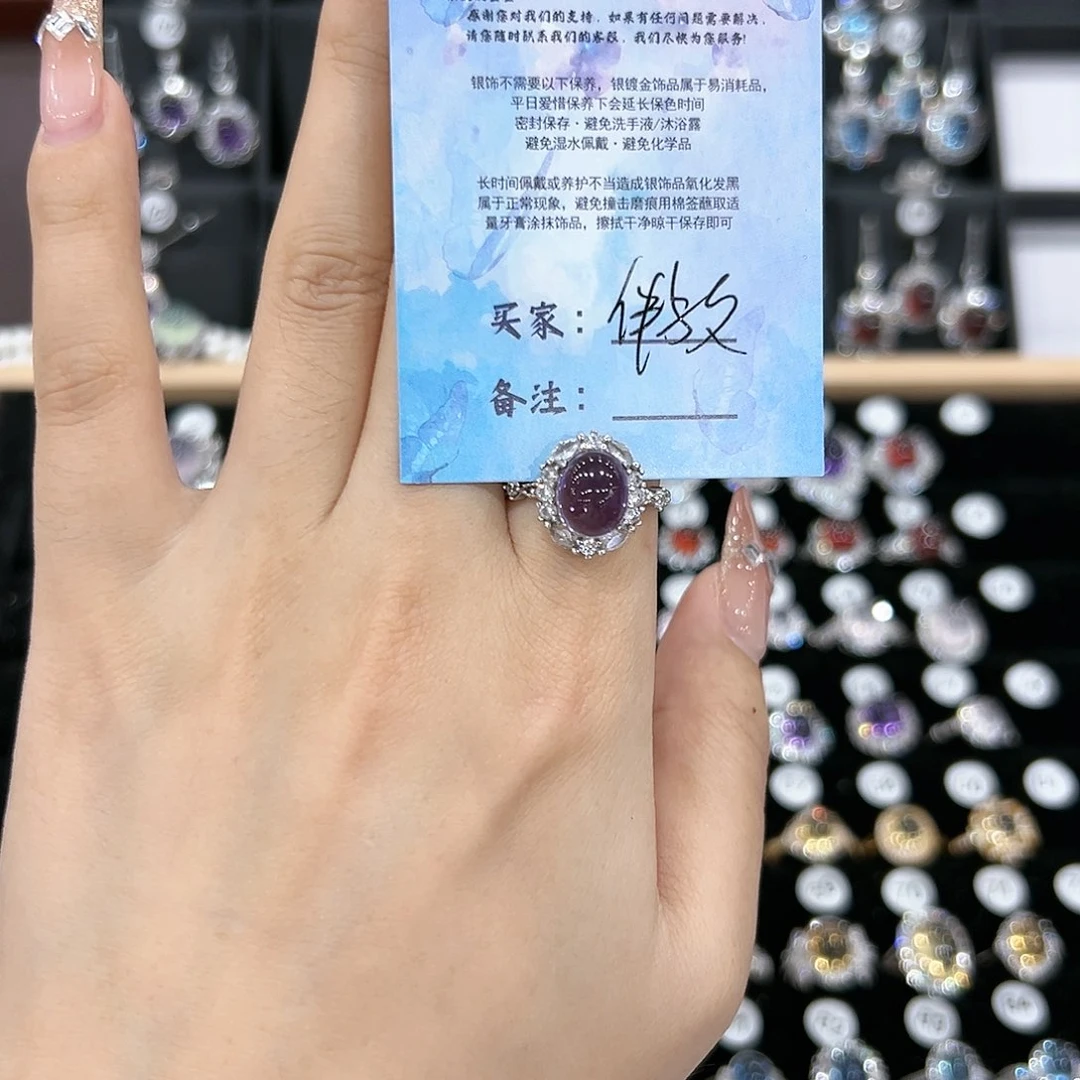 感谢您对我们的支持，如果有任何问题需要解决，
请您随时联系我们的客服，我们尽快为您服务!
银饰不需要以下保养，银镀金饰品属于易消耗品，
平日爱惜保养下会延长保色时间
密封保存·避免洗手液/沐浴露
避免湿水佩戴·避免化学品
长时间佩戴或养护不当造成银饰品氧化发黑
属于正常现象，避免撞击磨痕用棉签蘸取适
量牙膏涂抹饰品，擦拭干净晾干保存即可
买家：
备注：